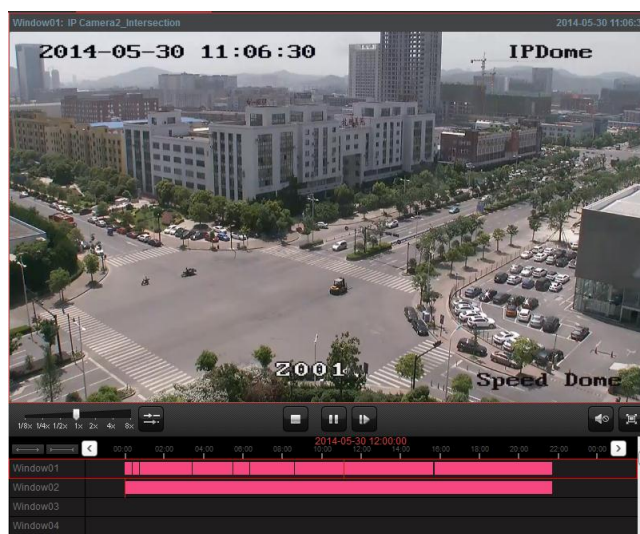 Window01: IP Camera2_Intersection 2014-05-30 11:06:3
2014-05-30 11:06:30 IPDome
Z001
Speed Dome
1/8x 1/4x 1/2x 1x 2x 4x 8x
2014-05-30 12:00:00
00:00 02:00 04:00 06:00 08:00 10:00 12:00 14:00 16:00 18:00 20:00 22:00 00:00
Window01
Window02
Window03
Window04